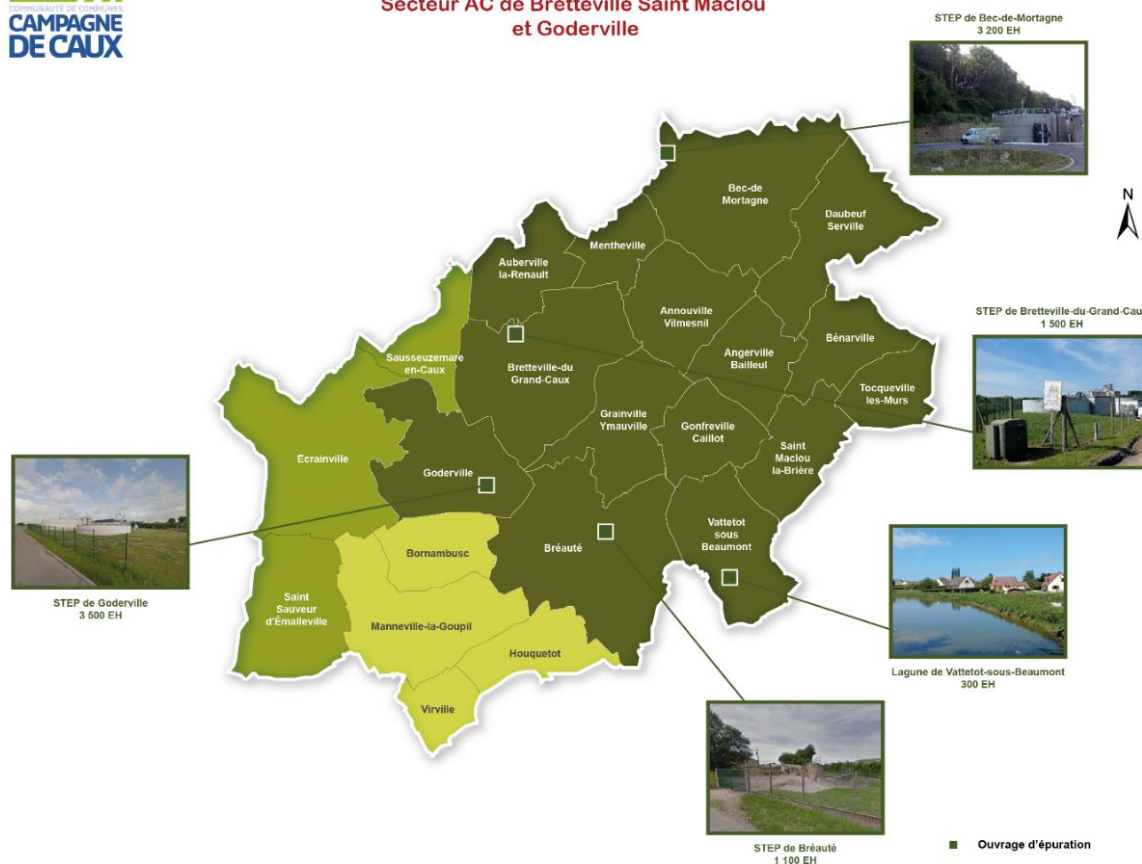 COMMUNAUTÉ DE COMMUNES
CAMPAGNE
DE CAUX
Secteur AC de Bretteville Saint Maclou
et Goderville
STEP de Bec-de-Mortagne
3 200 EH
N
Bec-de
Mortagne
Daubeuf
Serville
Mentheville
Auberville
la-Renault
Annouville
Vilmesnil
STEP de Bretteville-du-Grand-Cau
1 500 EH
Bénarville
Sausseuzemare
en-Caux
Bretteville-du
Grand-Caux
Angerville
Bailleul
Tocqueville
les-Murs
Grainville
Ymauville
Gonfreville
Caillot
Saint
Maclou
la-Brière
Ecrainville
Goderville
Vattetot
sous
Beaumont
Bréauté
Bornambusc
STEP de Goderville
3 500 EH
Saint
Sauveur
d'Émalleville
Manneville-la-Goupil
Houquetot
Virville
Lagune de Vattetot-sous-Beaumont
300 EH
STEP de Bréauté
1 100 EH
Ouvrage d'épuration